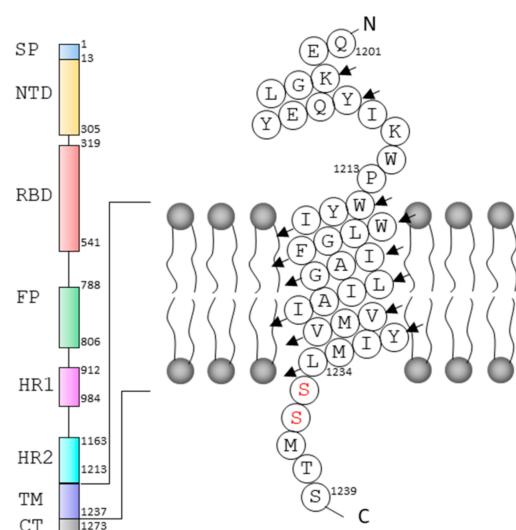 SP
1
13
NTD
305
319
RBD
541
788
FP
806
912
HR1
984
1163
HR2
1213
TM
1237
CT
1273
N
E Q
1201
L G K
Y E Q Y I K
W
1213 P
I Y W
F G L W
G A I
I A I L
V M V
L M I Y
1234
S
S
M
T
S 1239
C